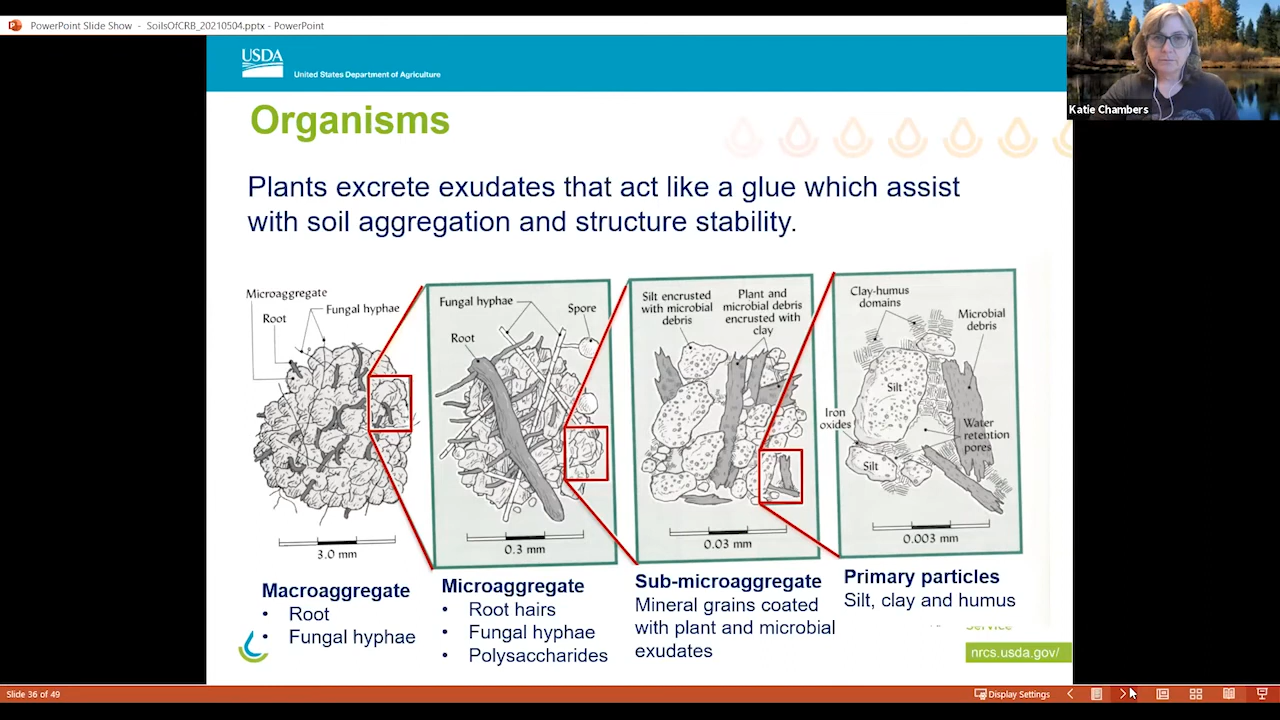 PowerPoint Slide Show - SoilsOfCRB_20210504.pptx - PowerPoint
Katie Chambers
USDA
United States Department of Agriculture
Organisms
Plants excrete exudates that act like a glue which assist
with soil aggregation and structure stability.
Microaggregate
Root
Fungal hyphae
3.0 mm
Fungal hyphae
Spore
Root
0.3 mm
Silt encrusted
with microbial
debris
Plant and
microbial debris
encrusted with
clay
0.03 mm
Clay-humus
domains
Microbial
debris
Silt
Iron
oxides
Water
retention
pores
Silt
0.003 mm
Macroaggregate
• Root
• Fungal hyphae
Microaggregate
• Root hairs
• Fungal hyphae
• Polysaccharides
Sub-microaggregate
Mineral grains coated
with plant and microbial
exudates
Primary particles
Silt, clay and humus
Service
nrcs.usda.gov/
Slide 36 of 49
Display Settings